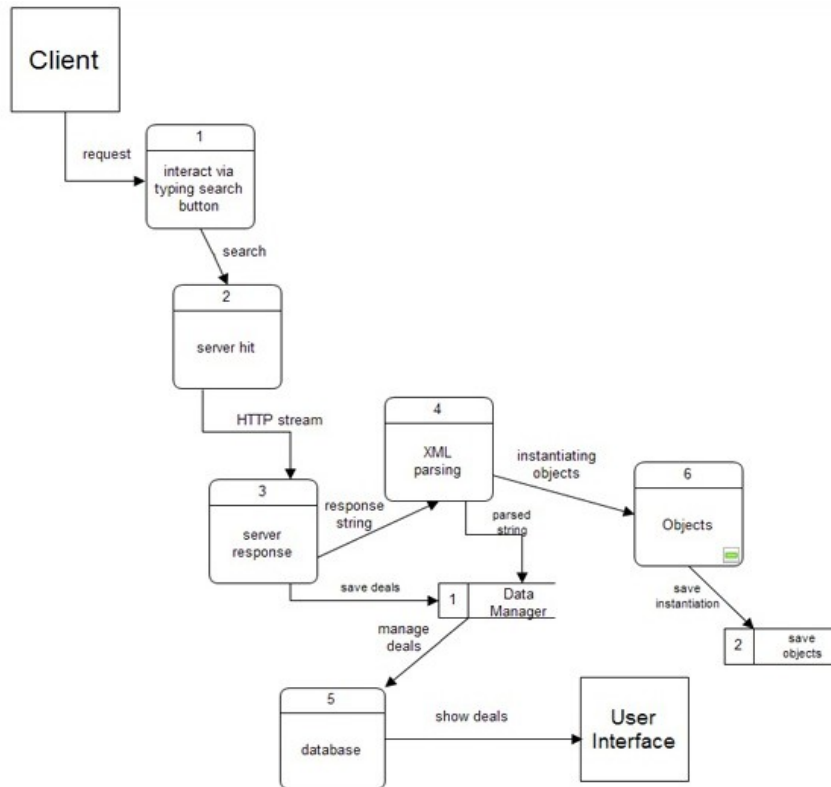 Client
request
1
interact via
typing search
button
search
2
server hit
HTTP stream
3
server
response
response
string
4
XML
parsing
instantiating
objects
parsed
string
6
Objects
save deals
1
Data
Manager
save
instantiation
2
save
objects
manage
deals
5
database
show deals
User
Interface